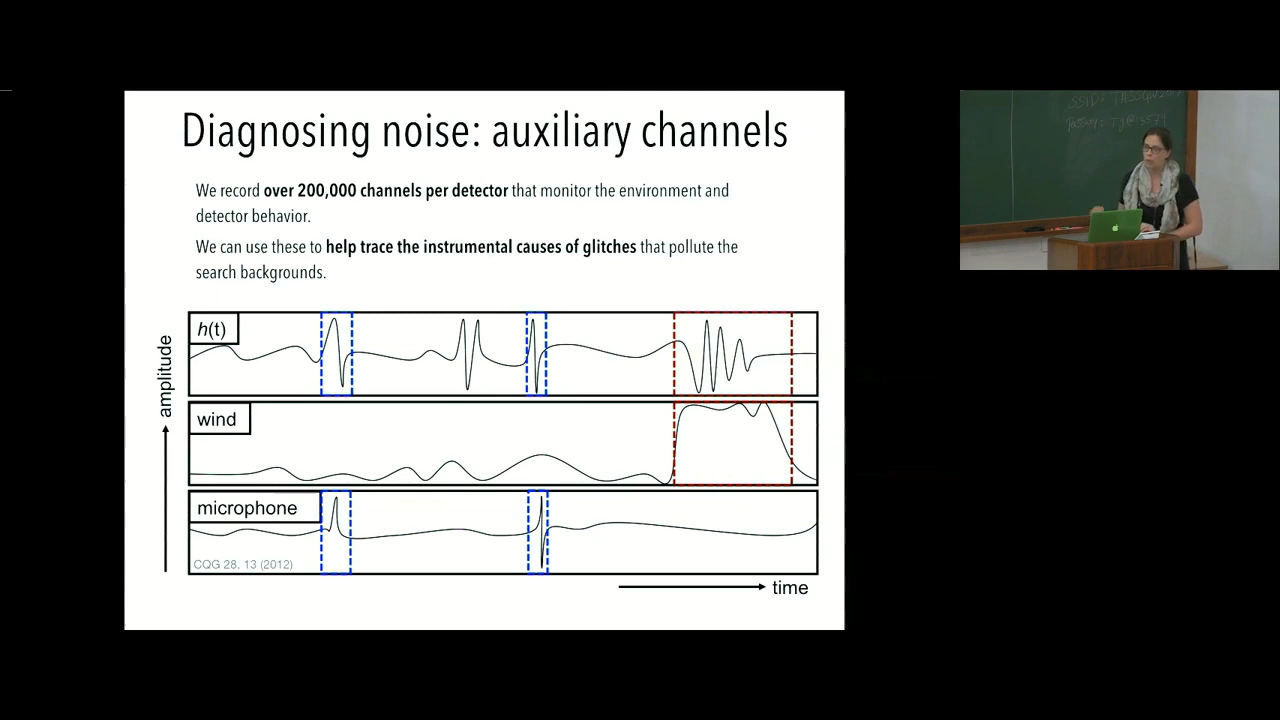 Diagnosing noise: auxiliary channels
We record over 200,000 channels per detector that monitor the environment and
detector behavior.
We can use these to help trace the instrumental causes of glitches that pollute the
search backgrounds.
h(t)
amplitude
wind
microphone
CQG 28, 13 (2012)
time
SSID: